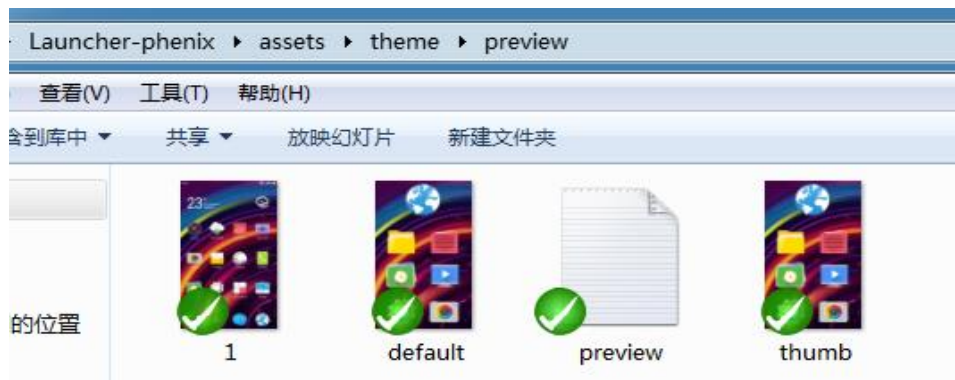 Launcher-phenix ▸ assets ▸ theme ▸ preview
查看(V) 工具(T) 帮助(H)
含到库中 共享 放映幻灯片 新建文件夹
23°
的位置
1 default preview thumb